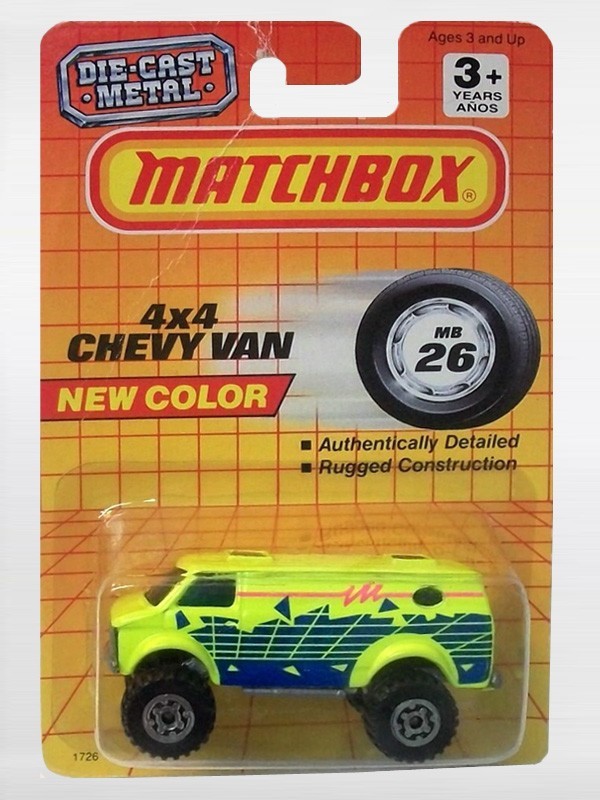 DIE-CAST
·METAL·
Ages 3 and Up
3+
YEARS
AÑOS
MATCHBOX®
4x4
CHEVY VAN
MB
26
NEW COLOR
■ Authentically Detailed
■ Rugged Construction
1726